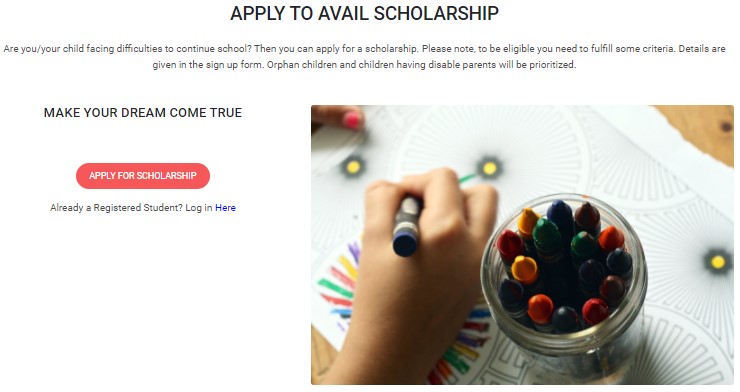 APPLY TO AVAIL SCHOLARSHIP
Are you/your child facing difficulties to continue school? Then you can apply for a scholarship. Please note, to be eligible you need to fulfill some criteria. Details are
given in the sign up form. Orphan children and children having disable parents will be prioritized.
MAKE YOUR DREAM COME TRUE
APPLY FOR SCHOLARSHIP
Already a Registered Student? Log in Here